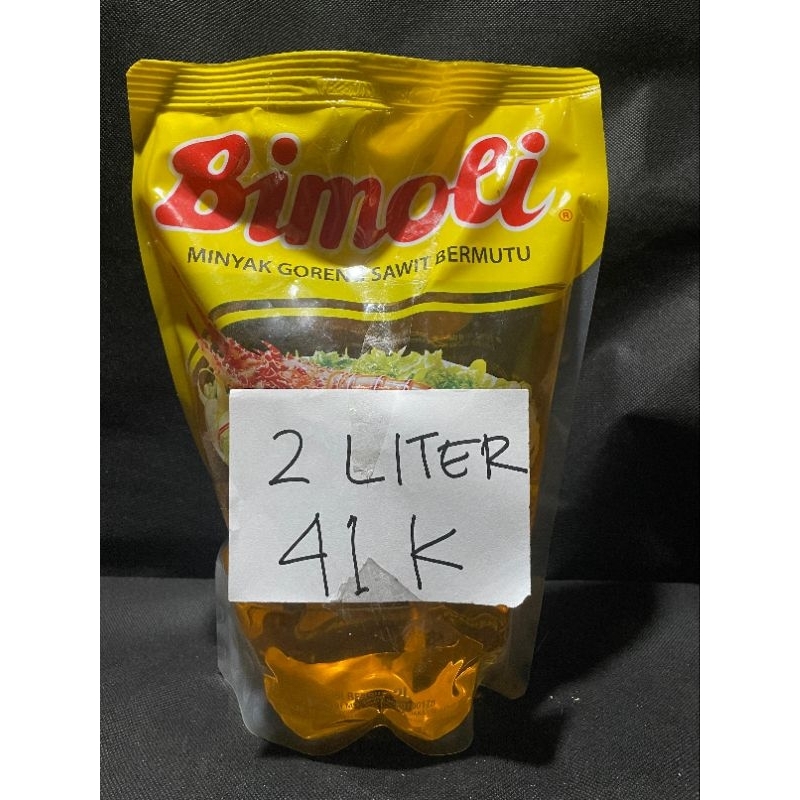 Bimoli ®
MINYAK GORENG SAWIT BERMUTU
2 LITER
41 K